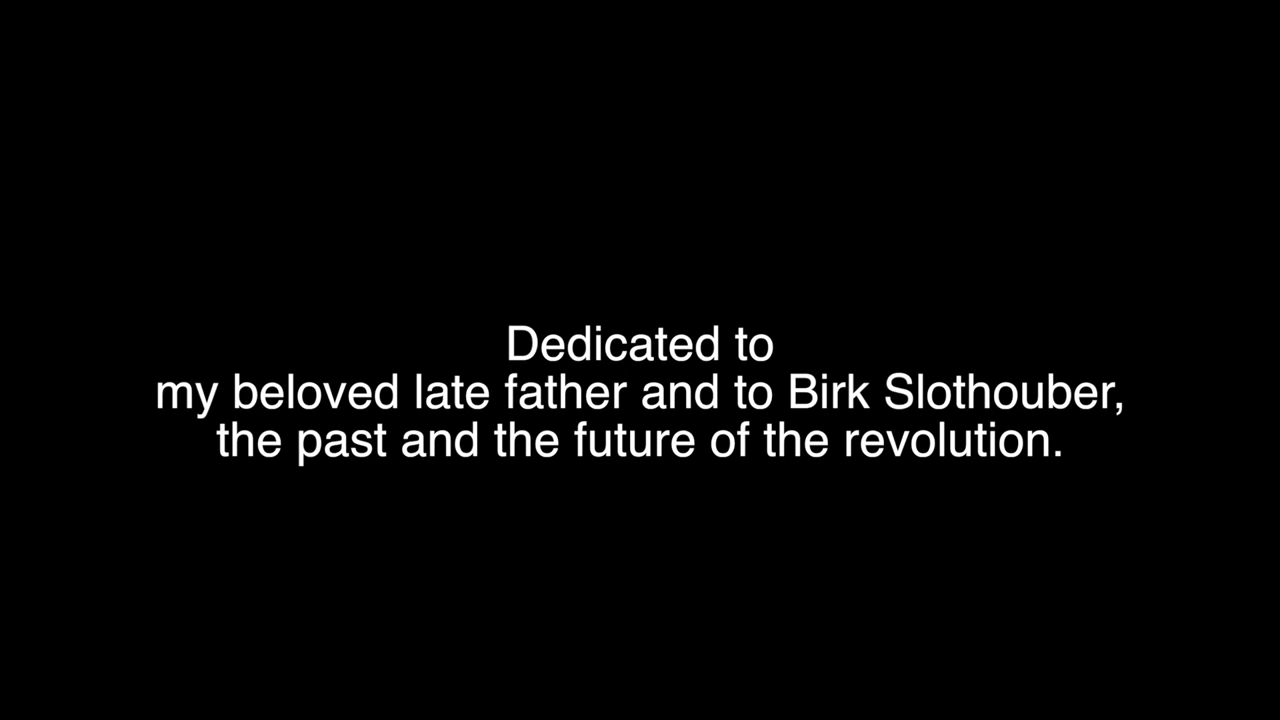 Dedicated to
my beloved late father and to Birk Slothouber,
the past and the future of the revolution.